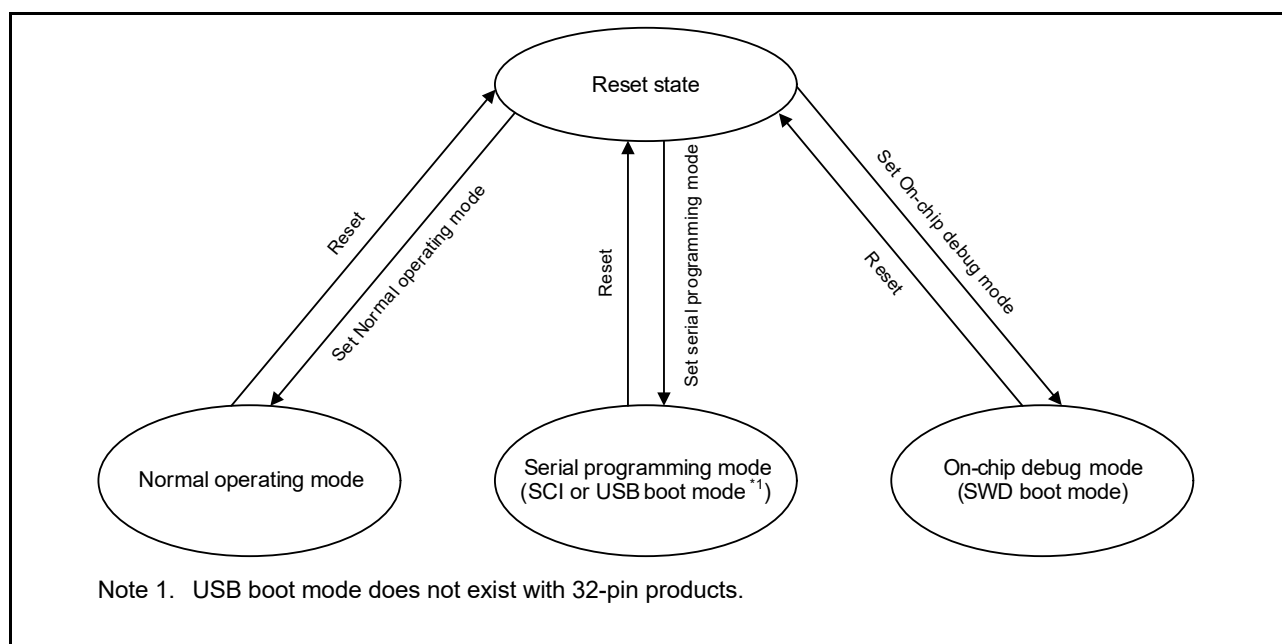 Reset state
Reset
Set Normal operating mode
Reset
Set serial programming mode
Set On-chip debug mode
Reset
Normal operating mode
Serial programming mode
(SCI or USB boot mode *1)
On-chip debug mode
(SWD boot mode)
Note 1. USB boot mode does not exist with 32-pin products.